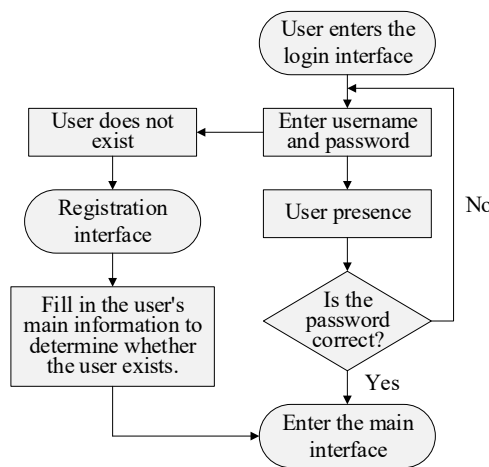 User enters the
login interface
User does not
exist
Enter username
and password
Registration
interface
User presence
No
Fill in the user's
main information to
determine whether
the user exists.
Is the
password
correct?
Yes
Enter the main
interface